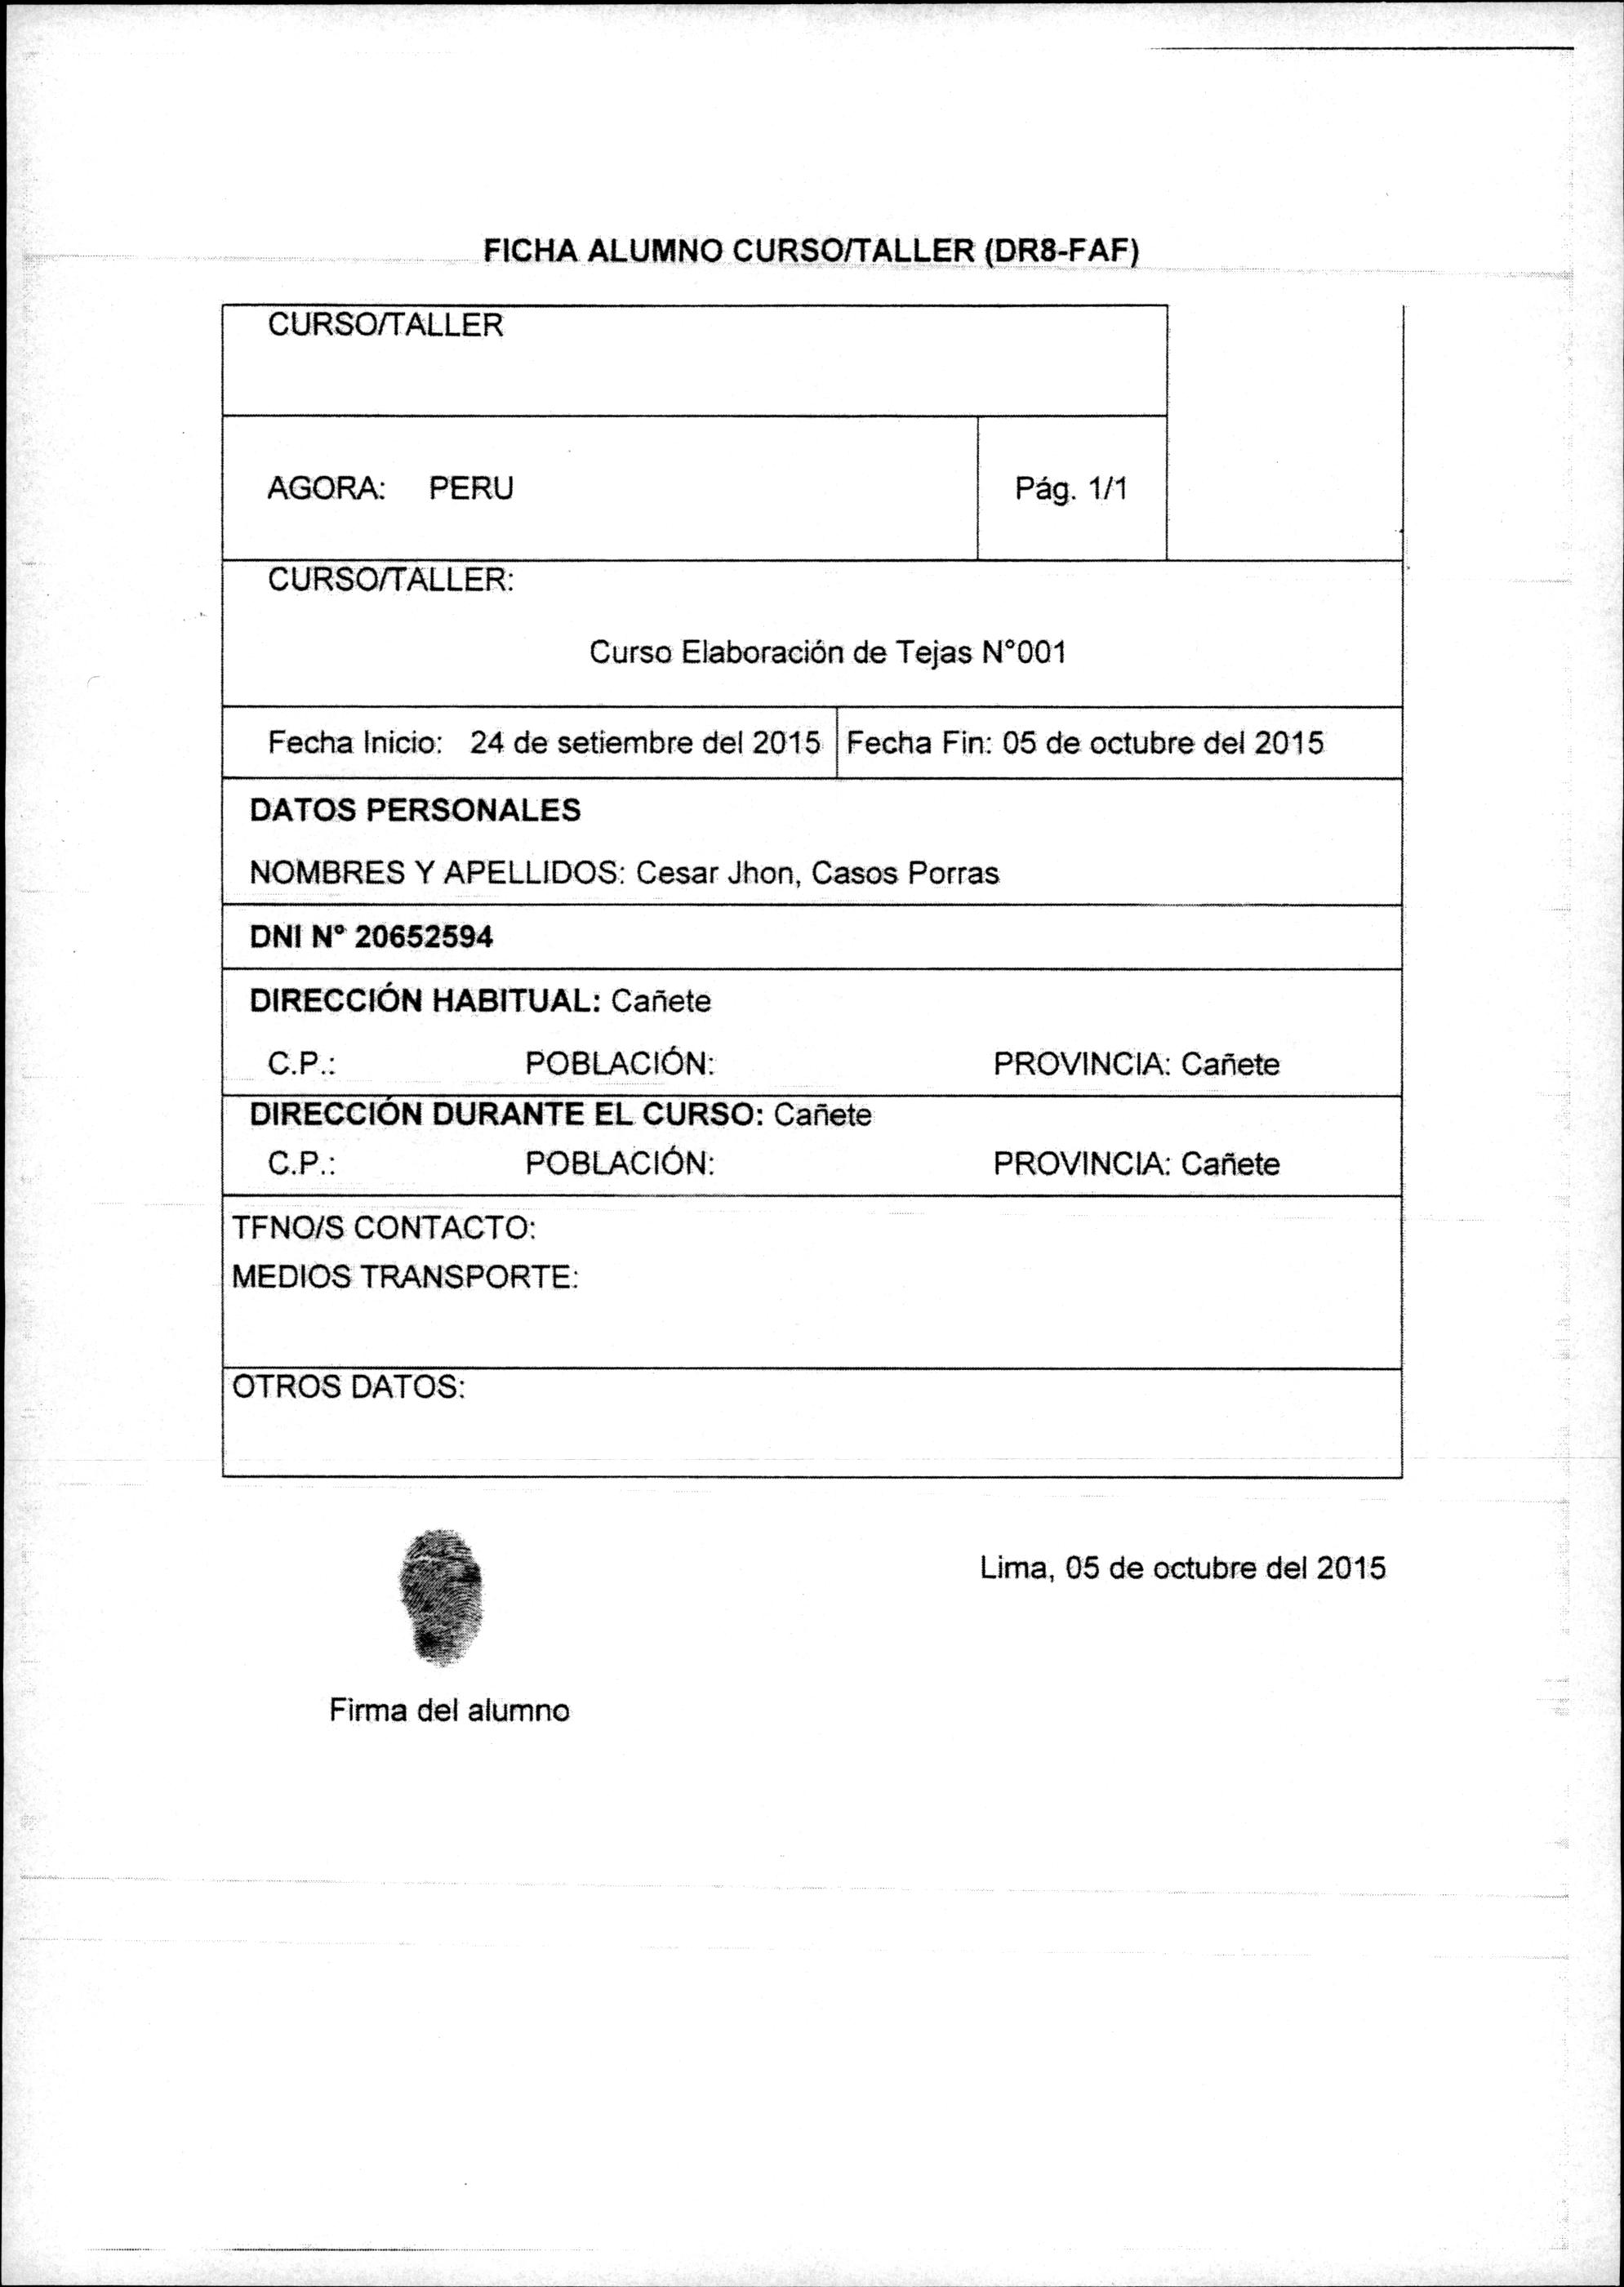 FICHA ALUMNO CURSO/TALLER (DR8-FAF)
CURSO/TALLER
AGORA: PERU
Pág. 1/1
CURSO/TALLER:
Curso Elaboración de Tejas N°001
Fecha Inicio: 24 de setiembre del 2015
Fecha Fin: 05 de octubre del 2015
DATOS PERSONALES
NOMBRES Y APELLIDOS: Cesar Jhon, Casos Porras
DNI Nº 20652594
DIRECCIÓN HABITUAL: Cañete
C.P.: POBLACIÓN: PROVINCIA: Cañete
DIRECCIÓN DURANTE EL CURSO: Cañete
C.P.: POBLACIÓN: PROVINCIA: Cañete
TFNO/S CONTACTO:
MEDIOS TRANSPORTE:
OTROS DATOS:
Lima, 05 de octubre del 2015
Firma del alumno